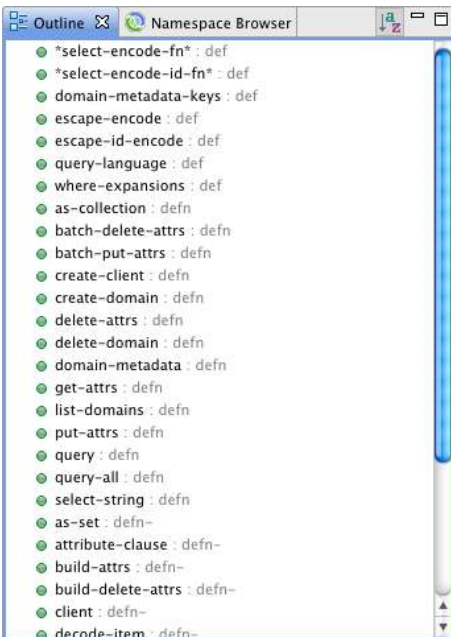 Outline Namespace Browser
*select-encode-fn* : def
*select-encode-id-fn* : def
domain-metadata-keys : def
escape-encode : def
escape-id-encode : def
query-language : def
where-expansions : def
as-collection : defn
batch-delete-attrs : defn
batch-put-attrs : defn
create-client : defn
create-domain : defn
delete-attrs : defn
delete-domain : defn
domain-metadata : defn
get-attrs : defn
list-domains : defn
put-attrs : defn
query : defn
query-all : defn
select-string : defn
as-set : defn-
attribute-clause : defn-
build-attrs : defn-
build-delete-attrs : defn-
client : defn-
decode-item : defn-